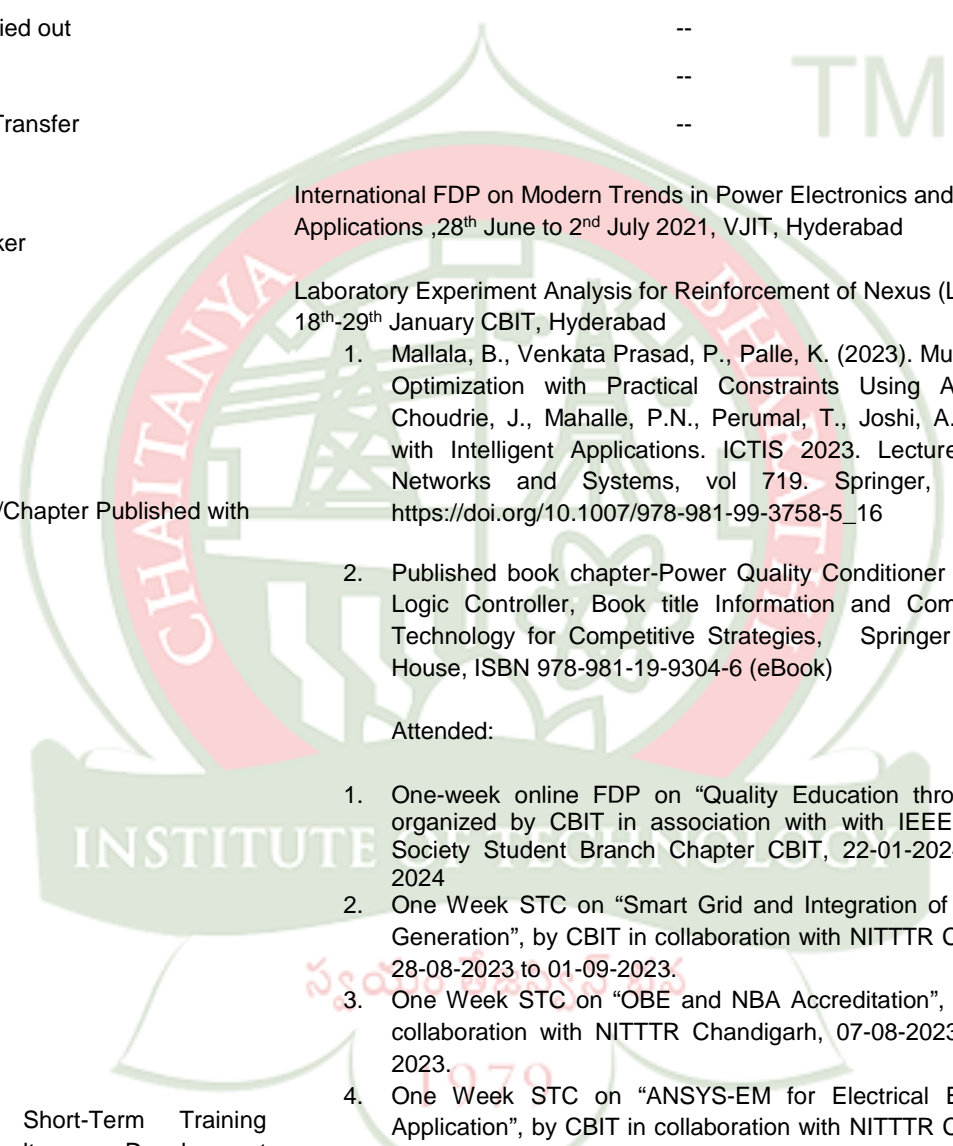 ied out --
--
Transfer --
TM
International FDP on Modern Trends in Power Electronics and
Applications ,28th June to 2nd July 2021, VJIT, Hyderabad
ker
Laboratory Experiment Analysis for Reinforcement of Nexus (L
18th-29th January CBIT, Hyderabad
1. Mallala, B., Venkata Prasad, P., Palle, K. (2023). Mu
Optimization with Practical Constraints Using A
Choudrie, J., Mahalle, P.N., Perumal, T., Joshi, A.
with Intelligent Applications. ICTIS 2023. Lecture
Networks and Systems, vol 719. Springer,
/Chapter Published with
https://doi.org/10.1007/978-981-99-3758-5_16
2. Published book chapter-Power Quality Conditioner
Logic Controller, Book title Information and Com
Technology for Competitive Strategies, Springer
House, ISBN 978-981-19-9304-6 (eBook)
Attended:
1. One-week online FDP on “Quality Education thro
organized by CBIT in association with with IEEE
Society Student Branch Chapter CBIT, 22-01-202
2024
2. One Week STC on “Smart Grid and Integration of
Generation”, by CBIT in collaboration with NITTTR C
28-08-2023 to 01-09-2023.
3. One Week STC on “OBE and NBA Accreditation”,
collaboration with NITTTR Chandigarh, 07-08-2023
2023.
4. One Week STC on “ANSYS-EM for Electrical E
Short-Term Training
Application”, by CBIT in collaboration with NITTTR C
CHAITANYA BHARATHI
INSTITUTE OF TECHNOLOGY
1979